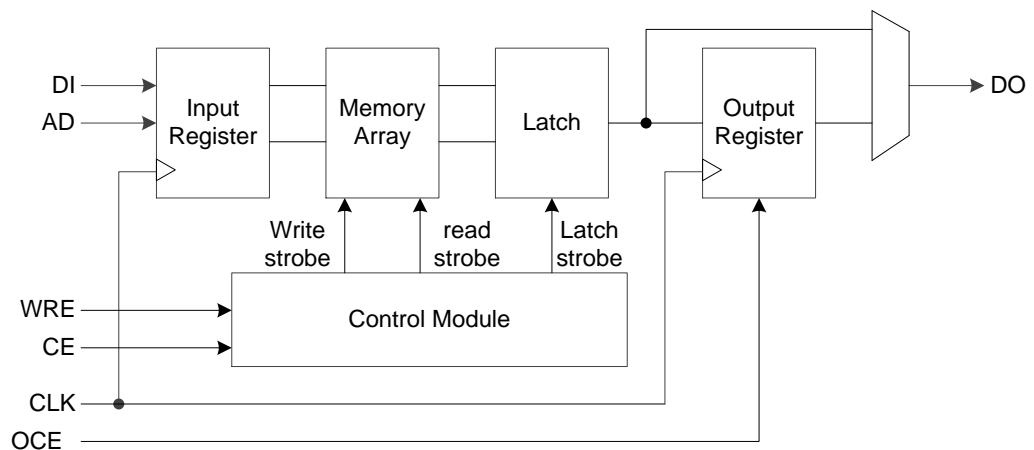 DI
AD
Input
Register
Memory
Array
Latch
Output
Register
DO
Write
strobe
read
strobe
Latch
strobe
WRE
CE
Control Module
CLK
OCE